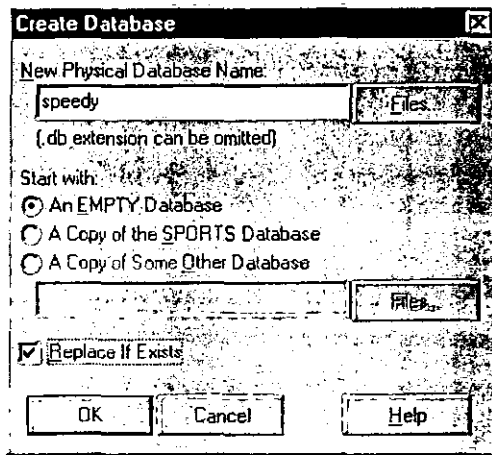 Create Database
New Physical Database Name:
speedy
Files...
(.db extension can be omitted)
Start with:
An EMPTY Database
A Copy of the SPORTS Database
A Copy of Some Other Database
Files...
Replace If Exists
OK Cancel Help